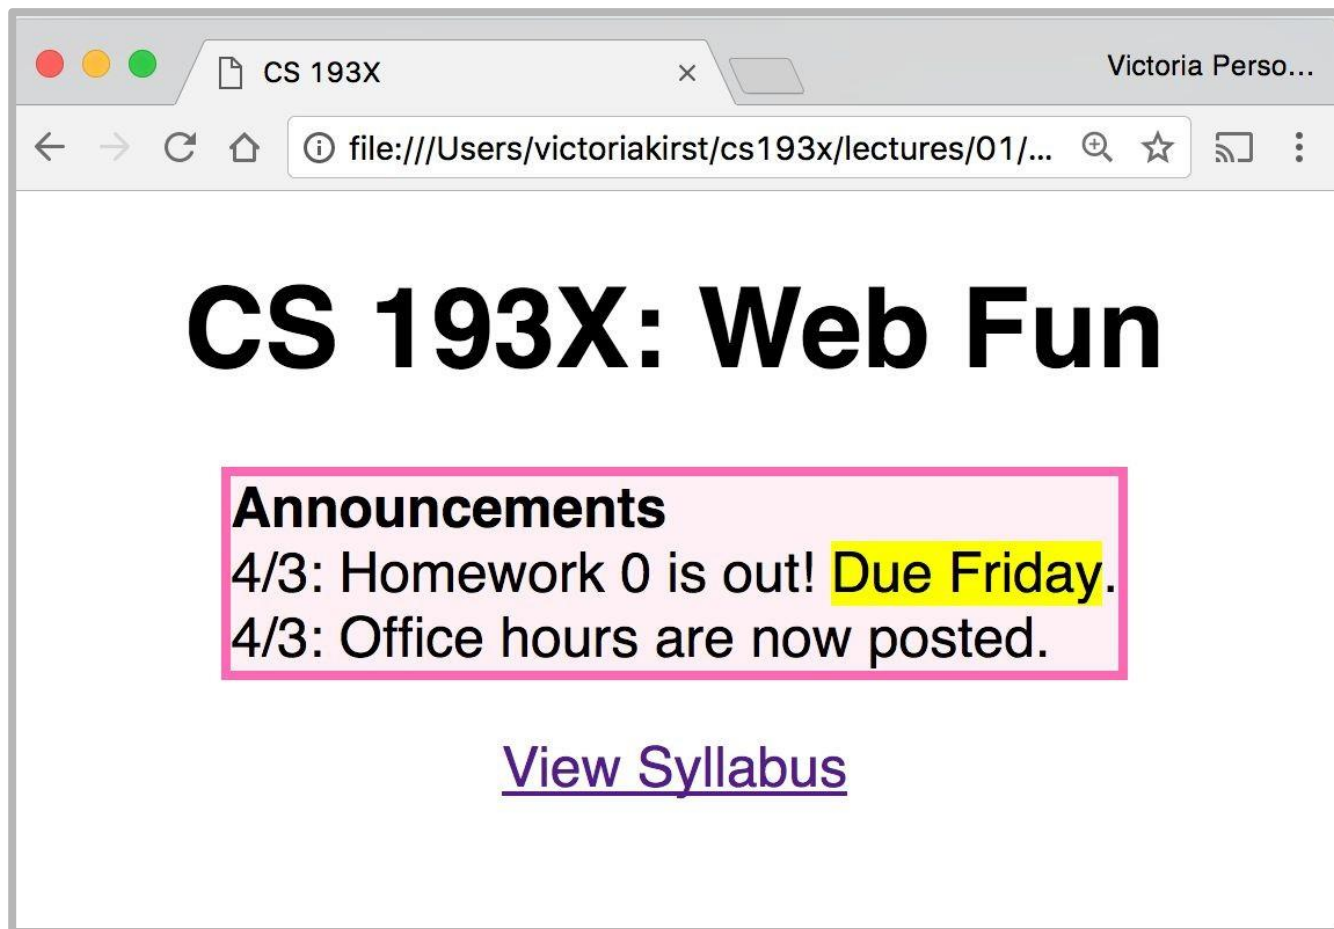 CS 193X
Victoria Perso...
file:///Users/victoriakirst/cs193x/lectures/01/...
CS 193X: Web Fun
Announcements
4/3: Homework 0 is out! Due Friday.
4/3: Office hours are now posted.
View Syllabus